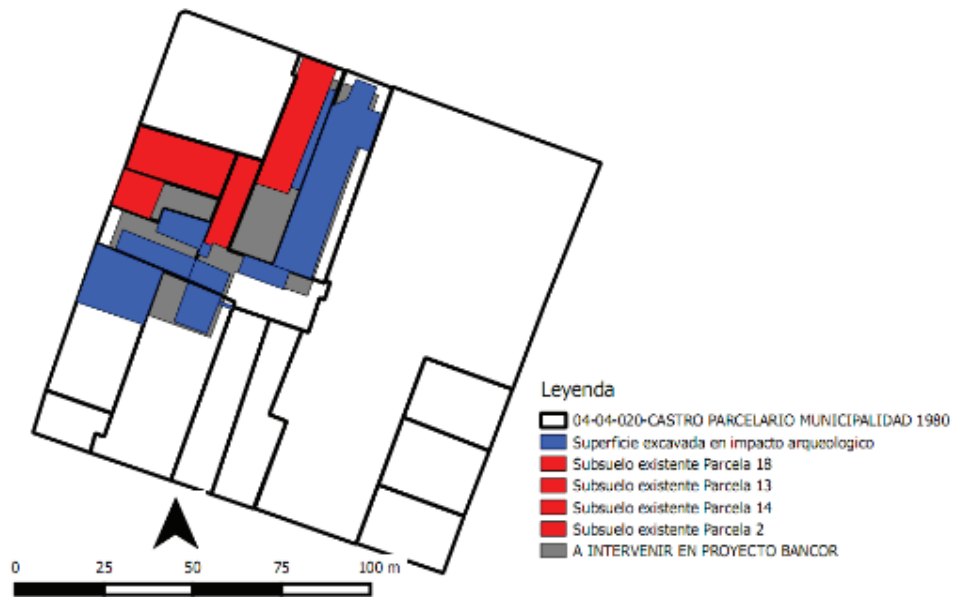 Leyenda
04-04-020-CASTRO PARCELARIO MUNICIPALIDAD 1980
Superficie excavada en impacto arqueologico
Subsuelo existente Parcela 18
Subsuelo existente Parcela 13
Subsuelo existente Parcela 14
Subsuelo existente Parcela 2
A INTERVENIR EN PROYECTO BANCOR
0 25 50 75 100 m